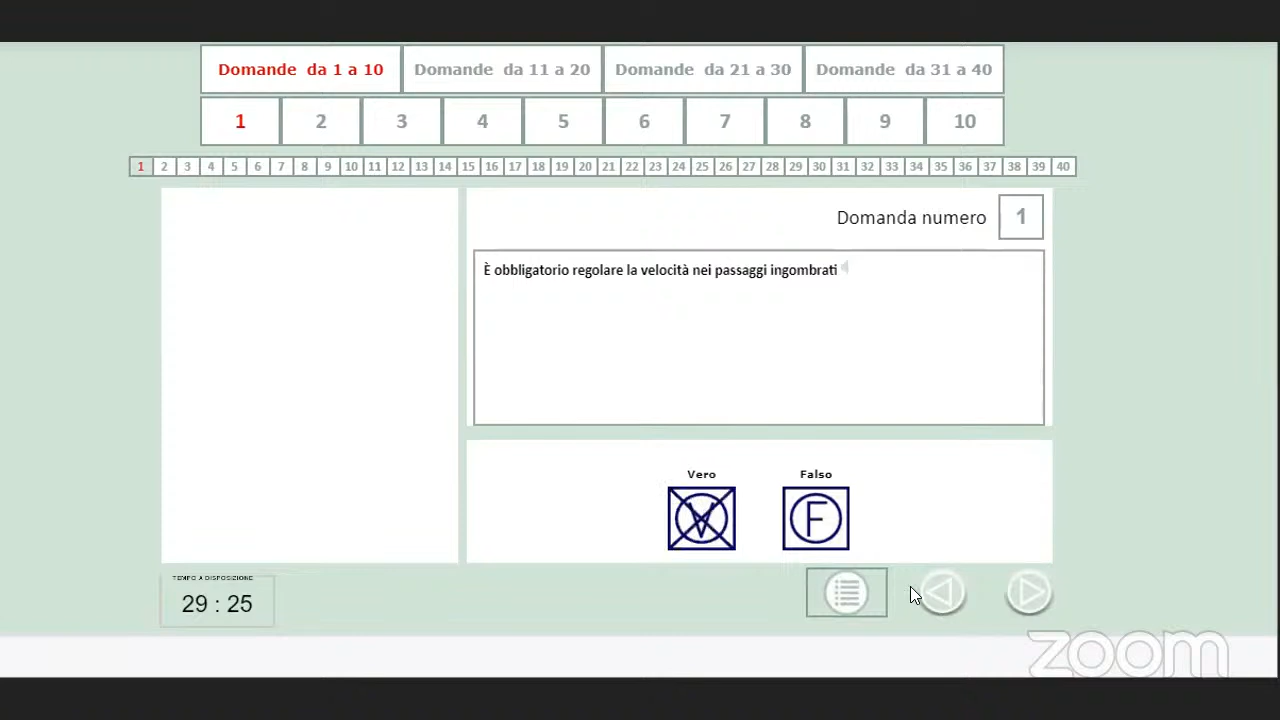 Domande da 1 a 10 Domande da 11 a 20 Domande da 21 a 30 Domande da 31 a 40
1 2 3 4 5 6 7 8 9 10
1 2 3 4 5 6 7 8 9 10 11 12 13 14 15 16 17 18 19 20 21 22 23 24 25 26 27 28 29 30 31 32 33 34 35 36 37 38 39 40
Domanda numero 1
È obbligatorio regolare la velocità nei passaggi ingombrati
Vero Falso
V F
TEMPO A DISPOSIZIONE
29 : 25
zoom